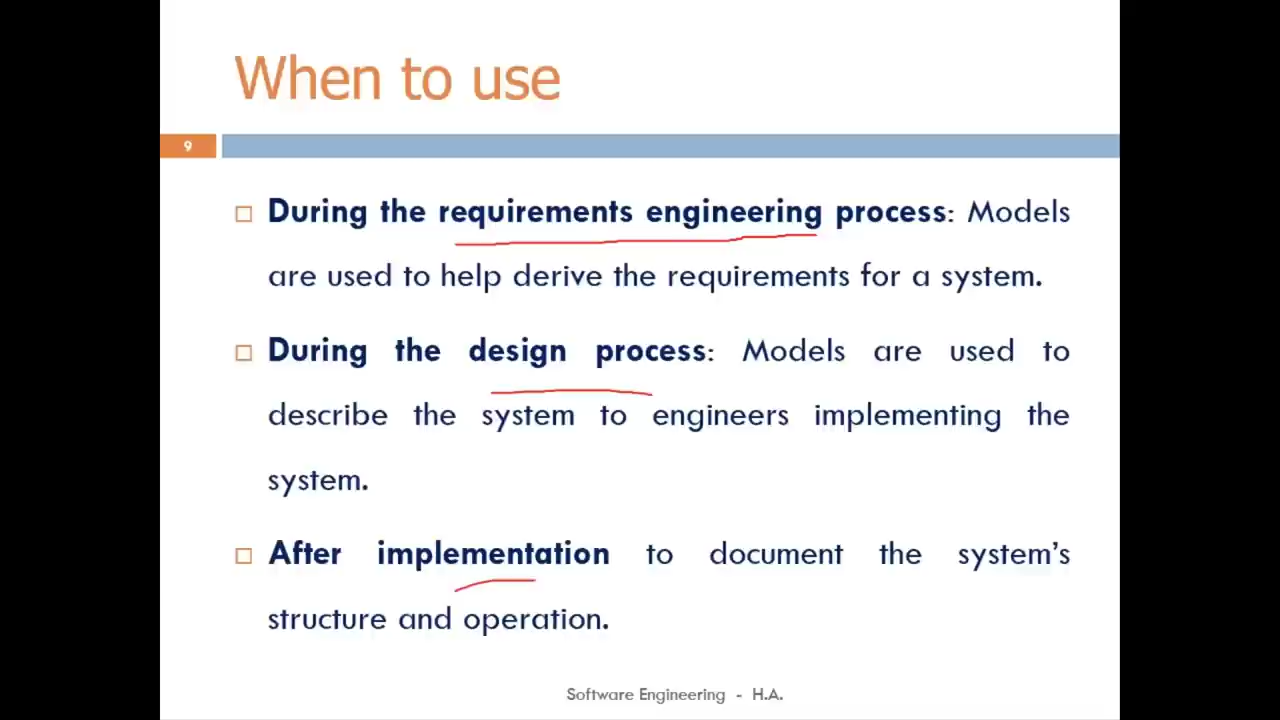 When to use
9
During the requirements engineering process: Models
are used to help derive the requirements for a system.
During the design process: Models are used to
describe the system to engineers implementing the
system.
After implementation to document the system's
structure and operation.
Software Engineering - H.A.